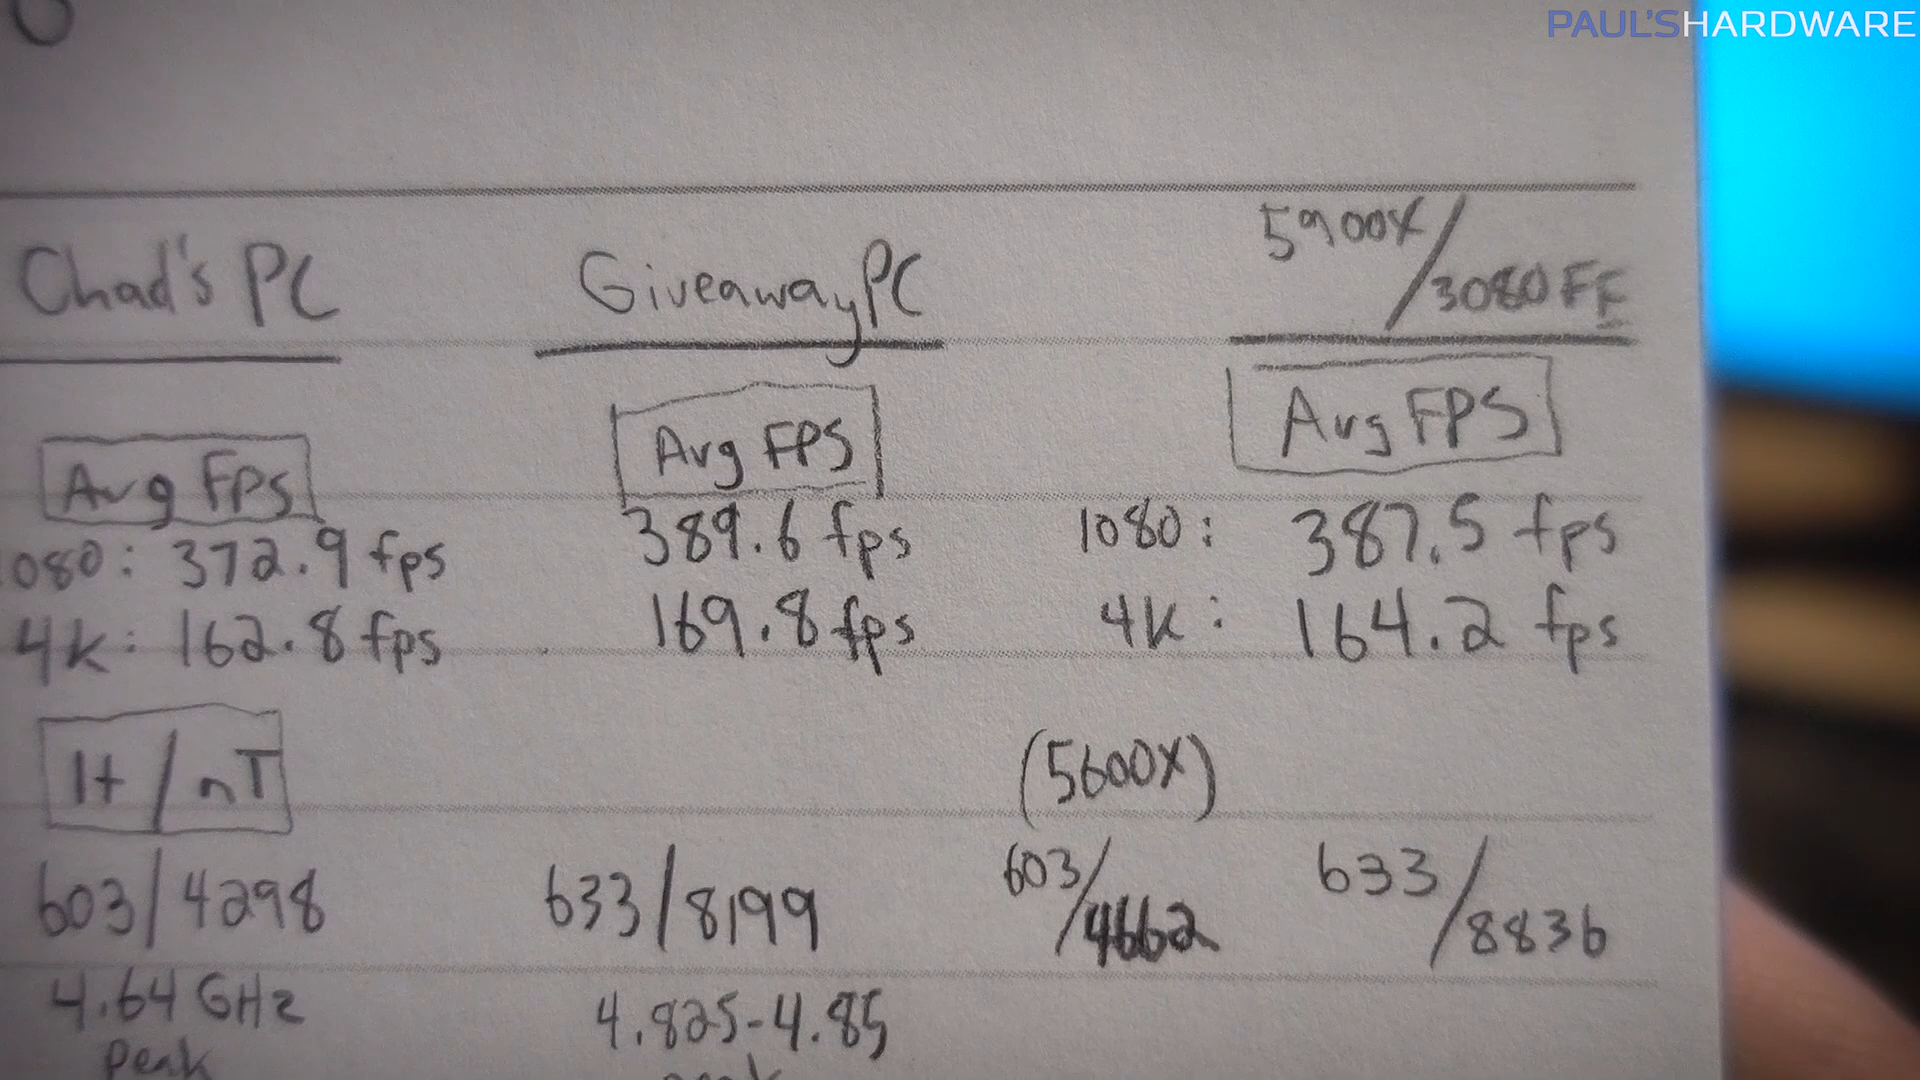 PAUL'SHARDWARE
Chad's PC
Giveaway PC
5900X/3080 FE
Avg FPS
Avg FPS
Avg FPS
1080: 372.9 fps
389.6 fps
1080: 387.5 fps
4K: 162.8 fps
169.8 fps
4K: 164.2 fps
1t/nT
(5600X)
603/4298
633/8199
603/4662
633/8836
4.64 GHz
4.825-4.85
Peak
peak